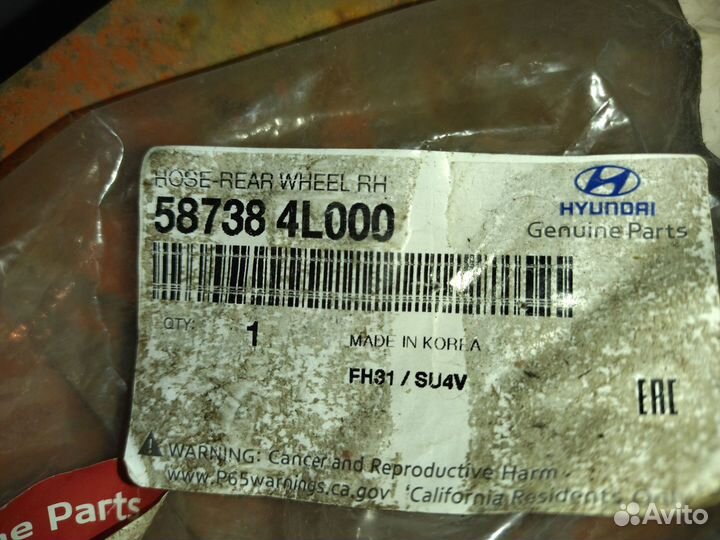 HOSE-REAR WHEEL RH
58738 4L000
HYUNDAI
Genuine Parts
QTY: 1
MADE IN KOREA
FH31 / SU4V
EAC
WARNING: Cancer and Reproductive Harm -
www.P65warnings.ca.gov 'California Residents Only
ne Parts
Avito